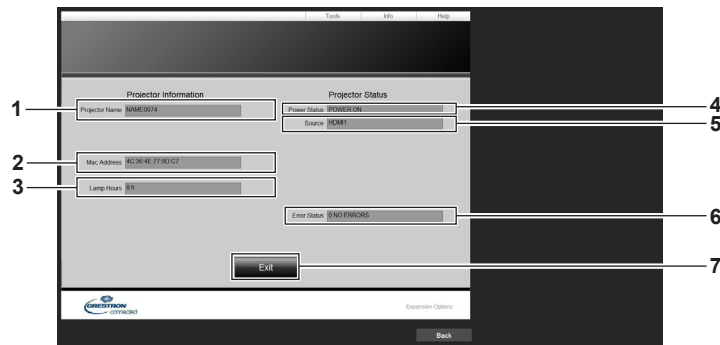 Tools Info Help
Projector Information Projector Status
1 Projector Name NAME0074 Power Status POWER ON 4
Source HDMI1 5
2 Mac Address 4C:36:4E:77:9D:C7
3 Lamp Hours 8 h
Error Status 0:NO ERRORS 6
Exit 7
CRESTRON connected Expansion Options
Back